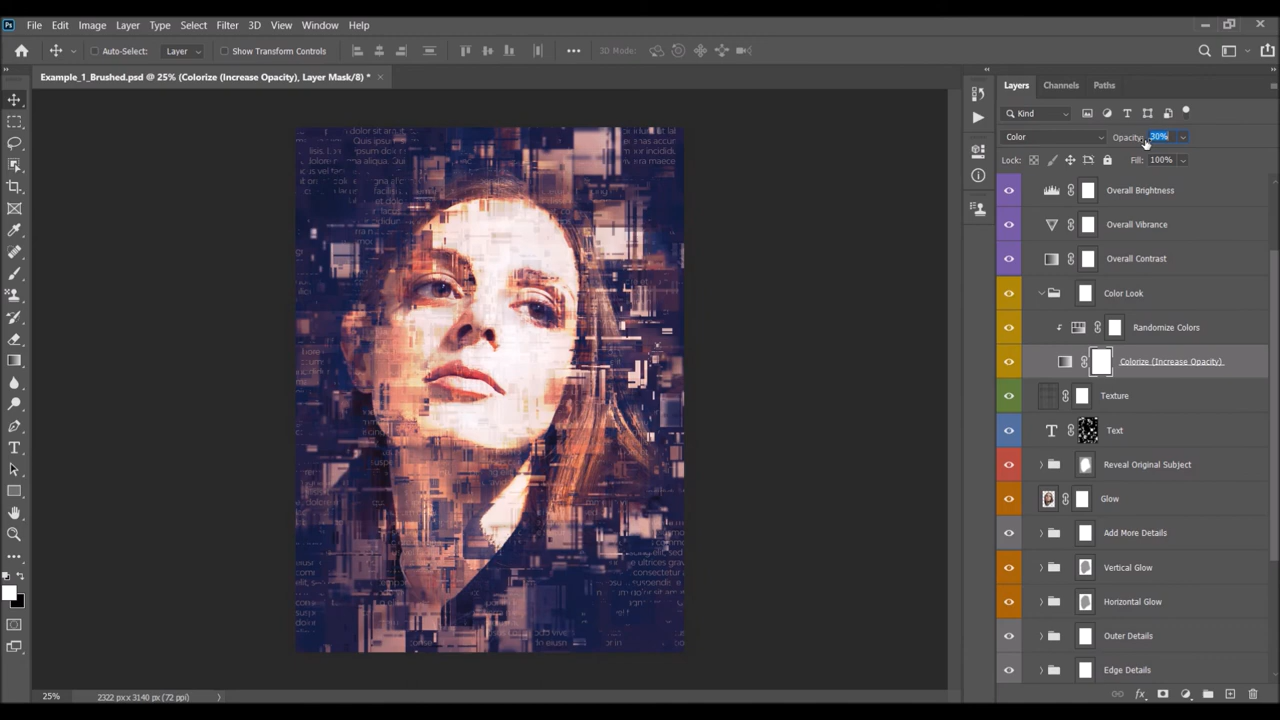 Ps File Edit Image Layer Type Select Filter 3D View Window Help
Auto-Select: Layer Show Transform Controls 3D Mode:
Example_1_Brushed.psd @ 25% (Colorize (Increase Opacity), Layer Mask/8) *
Layers Channels Paths
Kind
Color Opacity: 30%
Lock: Fill: 100%
Overall Brightness
Overall Vibrance
Overall Contrast
Color Look
Randomize Colors
Colorize (Increase Opacity)
Texture
Text
Reveal Original Subject
Glow
Add More Details
Vertical Glow
Horizontal Glow
Outer Details
Edge Details
25% 2322 px x 3140 px (72 ppi)
fx